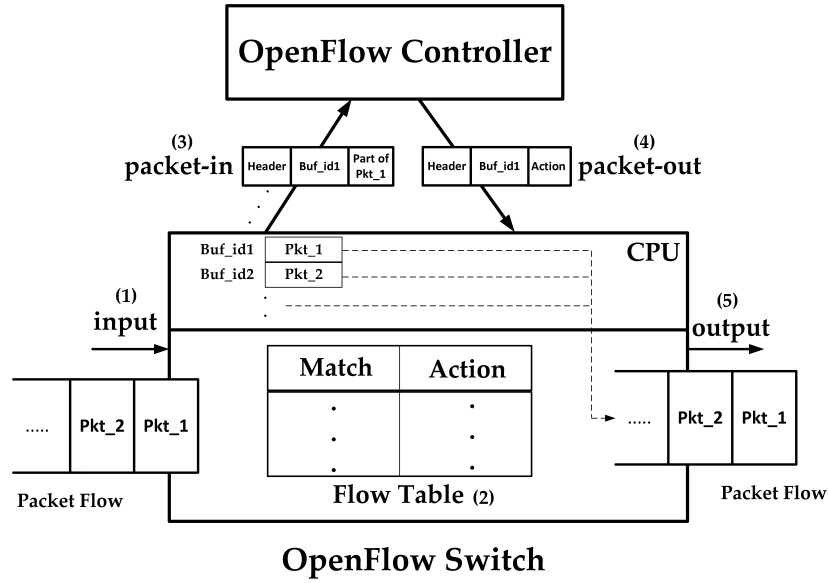 OpenFlow Controller
(3)
packet-in
Header Buf_id1 Part of
Pkt_1
Header Buf_id1 Action
(4)
packet-out
Buf_id1 Pkt_1
Buf_id2 Pkt_2
CPU
(1)
input
(5)
output
Match Action
..... Pkt_2 Pkt_1
..... Pkt_2 Pkt_1
Packet Flow
Flow Table (2)
Packet Flow
OpenFlow Switch